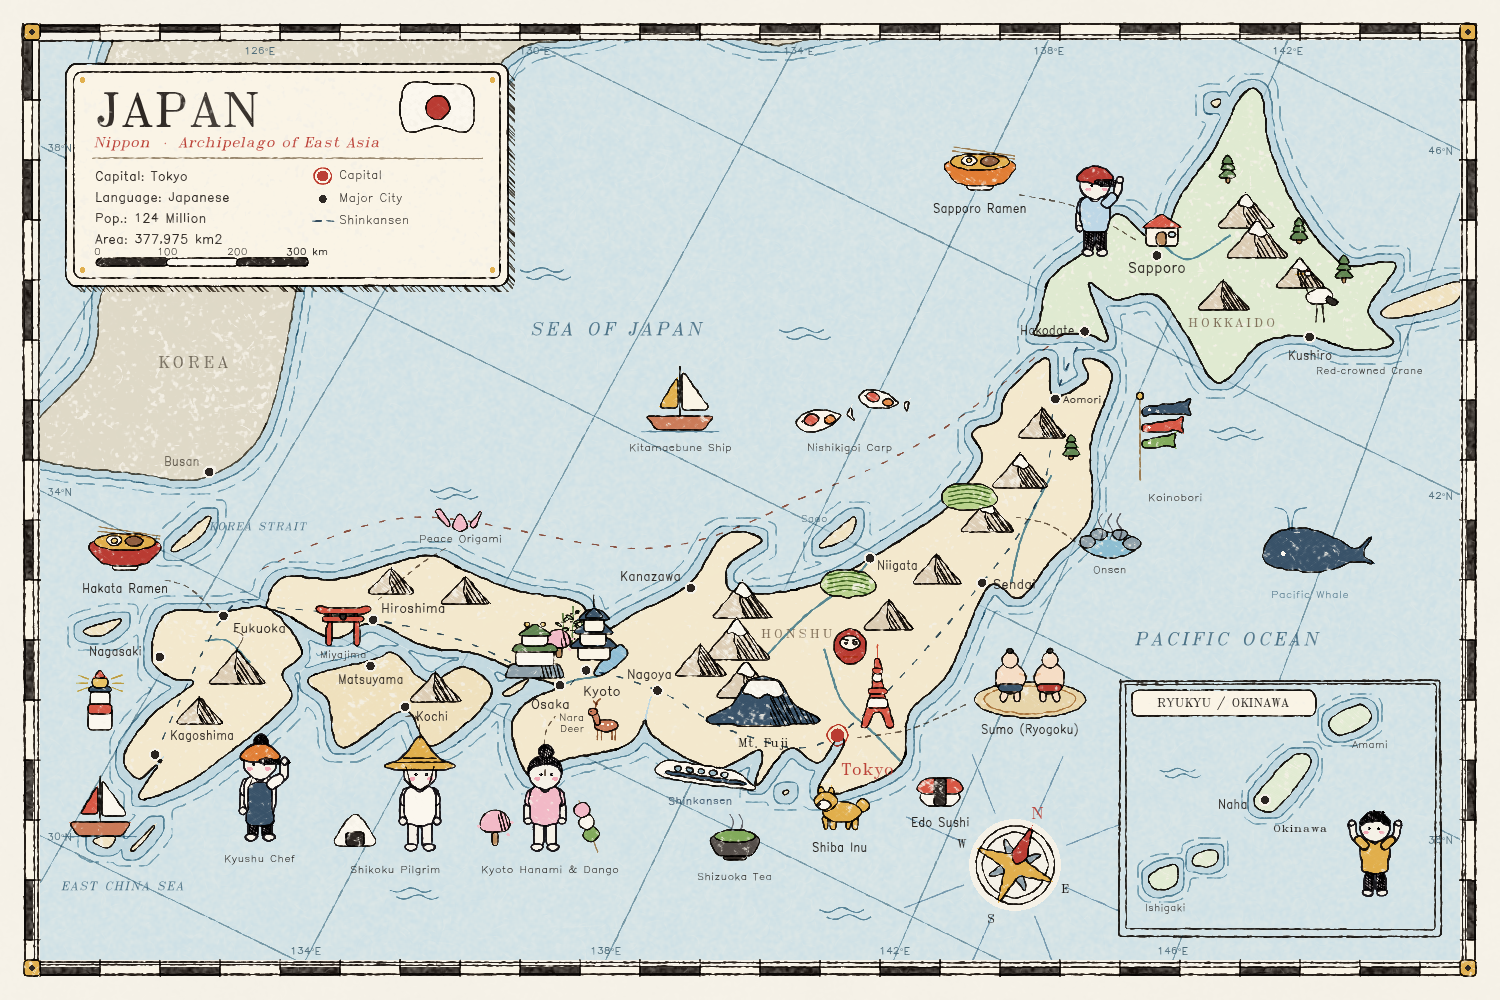 126°E
130°E
134°E
138°E
142°E
JAPAN
Nippon · Archipelago of East Asia
Capital: Tokyo
Language: Japanese
Pop.: 124 Million
Area: 377,975 km2
Capital
Major City
Shinkansen
0 100 200 300 km
38°N
46°N
Sapporo Ramen
Sapporo
HOKKAIDO
Hakodate
Kushiro
Red-crowned Crane
SEA OF JAPAN
KOREA
Aomori
Kitamaebune Ship
Nishikigoi Carp
Busan
34°N
42°N
Koinobori
KOREA STRAIT
Sado
Peace Origami
Onsen
Niigata
Kanazawa
Sendai
Hakata Ramen
Pacific Whale
Hiroshima
Fukuoka
HONSHU
PACIFIC OCEAN
Nagasaki
Miyajima
Matsuyama
Nagoya
Kyoto
Osaka
Kochi
Nara
Deer
Kagoshima
Mt. Fuji
Sumo (Ryogoku)
Tokyo
RYUKYU / OKINAWA
Amami
Naha
Okinawa
Ishigaki
Shinkansen
Edo Sushi
Shiba Inu
N
W
E
S
30°N
38°N
Kyushu Chef
Shikoku Pilgrim
Kyoto Hanami & Dango
Shizuoka Tea
EAST CHINA SEA
134°E
138°E
142°E
146°E